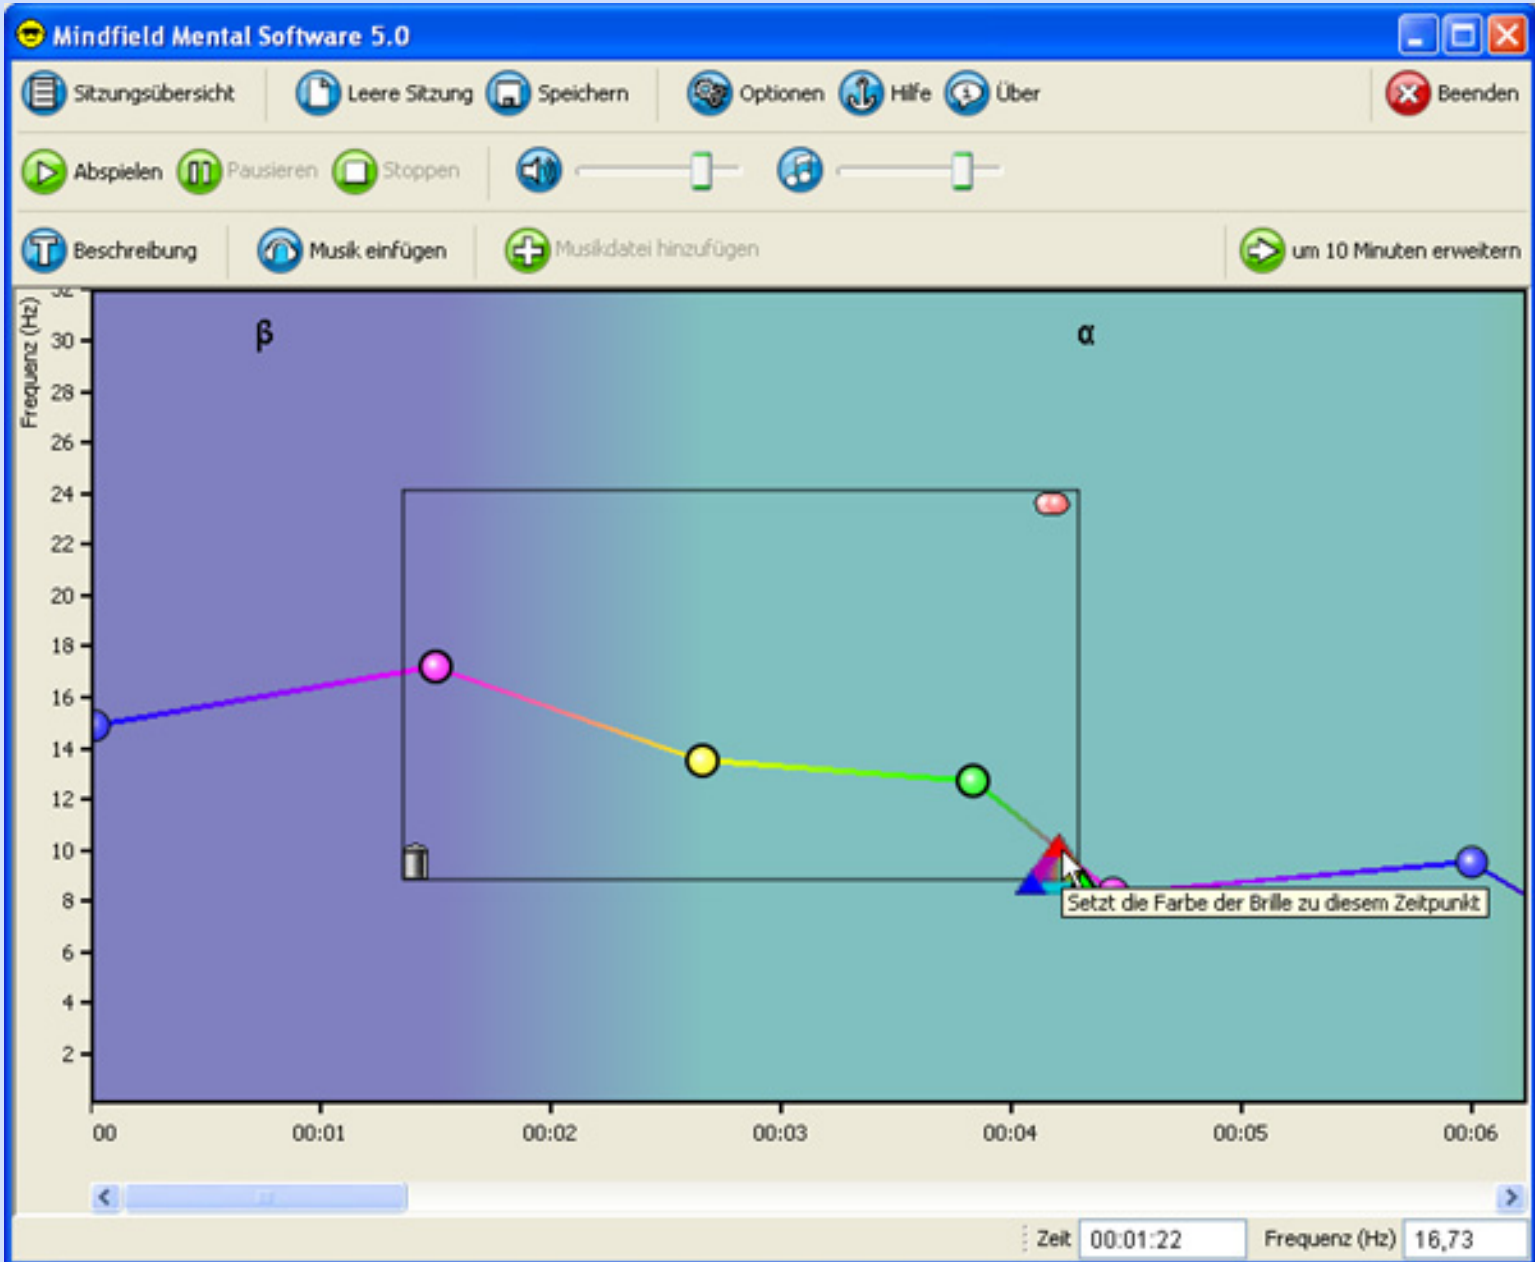 Mindfield Mental Software 5.0
Sitzungsübersicht Leere Sitzung Speichern Optionen Hilfe Über Beenden
Abspielen Pausieren Stoppen
Beschreibung Musik einfügen Musikdatei hinzufügen um 10 Minuten erweitern
Frequenz (Hz)
32
β α
30
28
26
24
22
20
18
16
14
12
10
8
Setzt die Farbe der Brille zu diesem Zeitpunkt
6
4
2
00 00:01 00:02 00:03 00:04 00:05 00:06
Zeit 00:01:22 Frequenz (Hz) 16,73